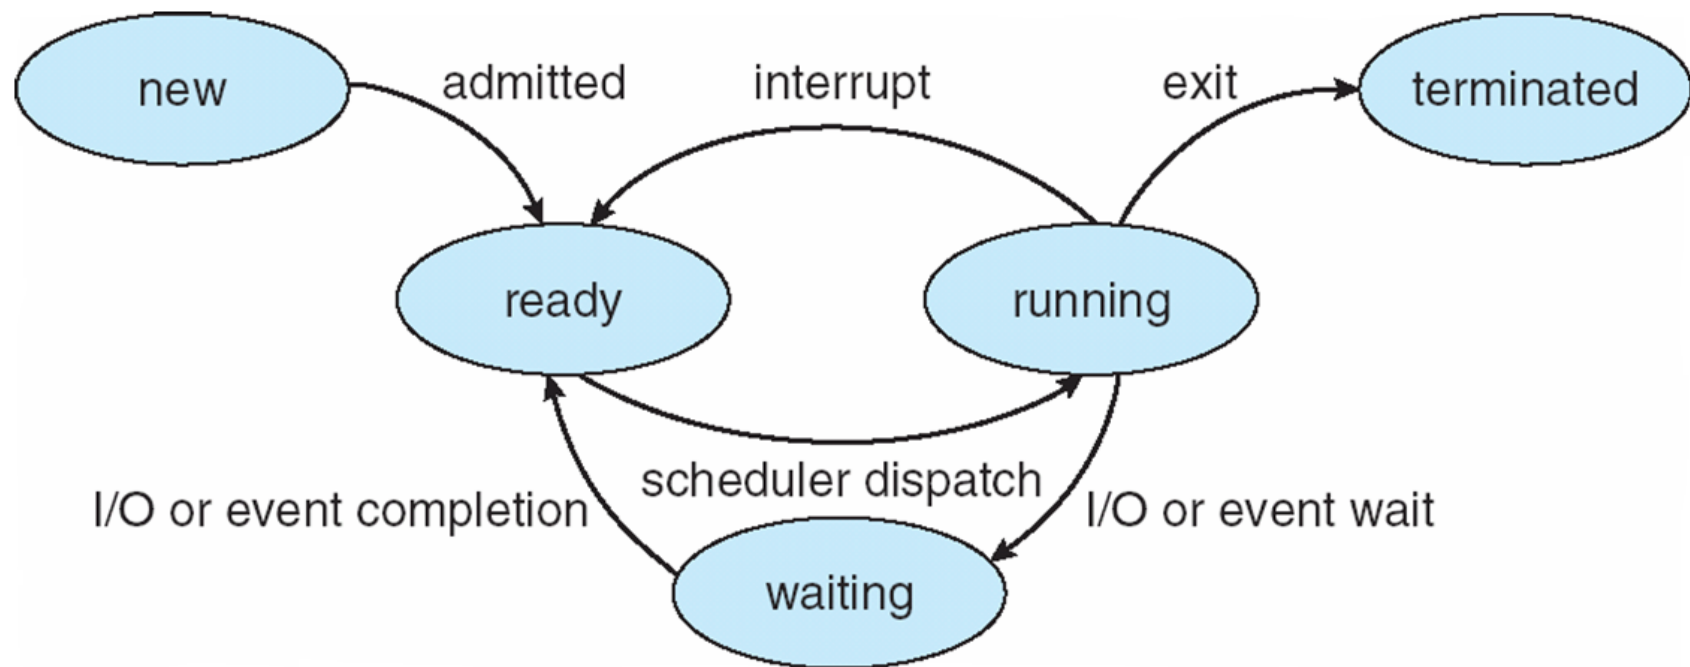 new
admitted
interrupt
exit
terminated
ready
running
scheduler dispatch
I/O or event completion
I/O or event wait
waiting